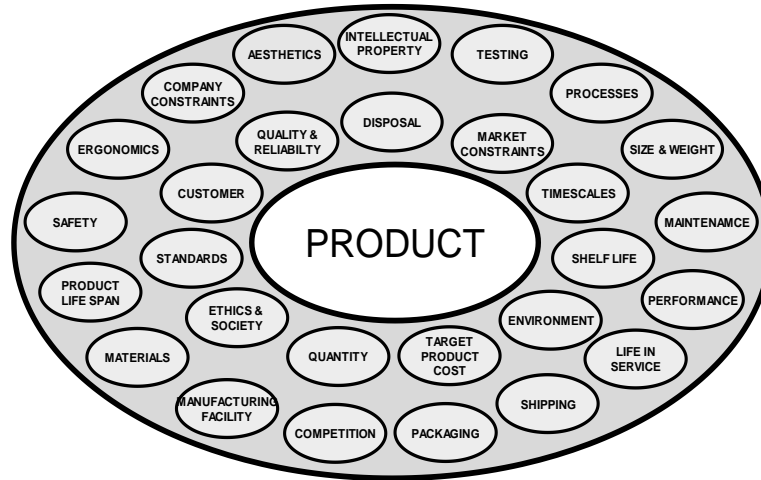 INTELLECTUAL
PROPERTY
AESTHETICS
TESTING
COMPANY
CONSTRAINTS
PROCESSES
DISPOSAL
QUALITY &
RELIABILTY
MARKET
CONSTRAINTS
ERGONOMICS
SIZE & WEIGHT
CUSTOMER
TIMESCALES
SAFETY
MAINTENAMCE
PRODUCT
STANDARDS
SHELF LIFE
PRODUCT
LIFE SPAN
PERFORMANCE
ETHICS &
SOCIETY
ENVIRONMENT
MATERIALS
QUANTITY
TARGET
PRODUCT
COST
LIFE IN
SERVICE
MANUFACTURING
FACILITY
SHIPPING
COMPETITION
PACKAGING